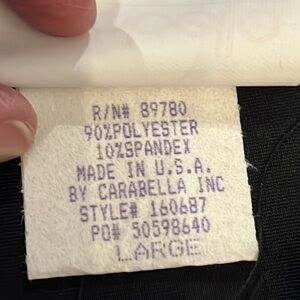 R/N# 89780
90%POLYESTER
10%SPANDEX
MADE IN U.S.A.
BY CARABELLA INC
STYLE# 160687
PO# 50598640
LARGE